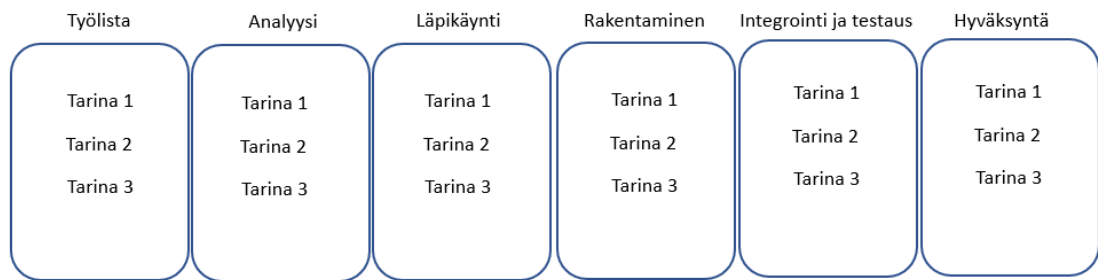 Työlista
Analyysi
Läpikäynti
Rakentaminen
Integrointi ja testaus
Hyväksyntä
Tarina 1
Tarina 2
Tarina 3
Tarina 1
Tarina 2
Tarina 3
Tarina 1
Tarina 2
Tarina 3
Tarina 1
Tarina 2
Tarina 3
Tarina 1
Tarina 2
Tarina 3
Tarina 1
Tarina 2
Tarina 3